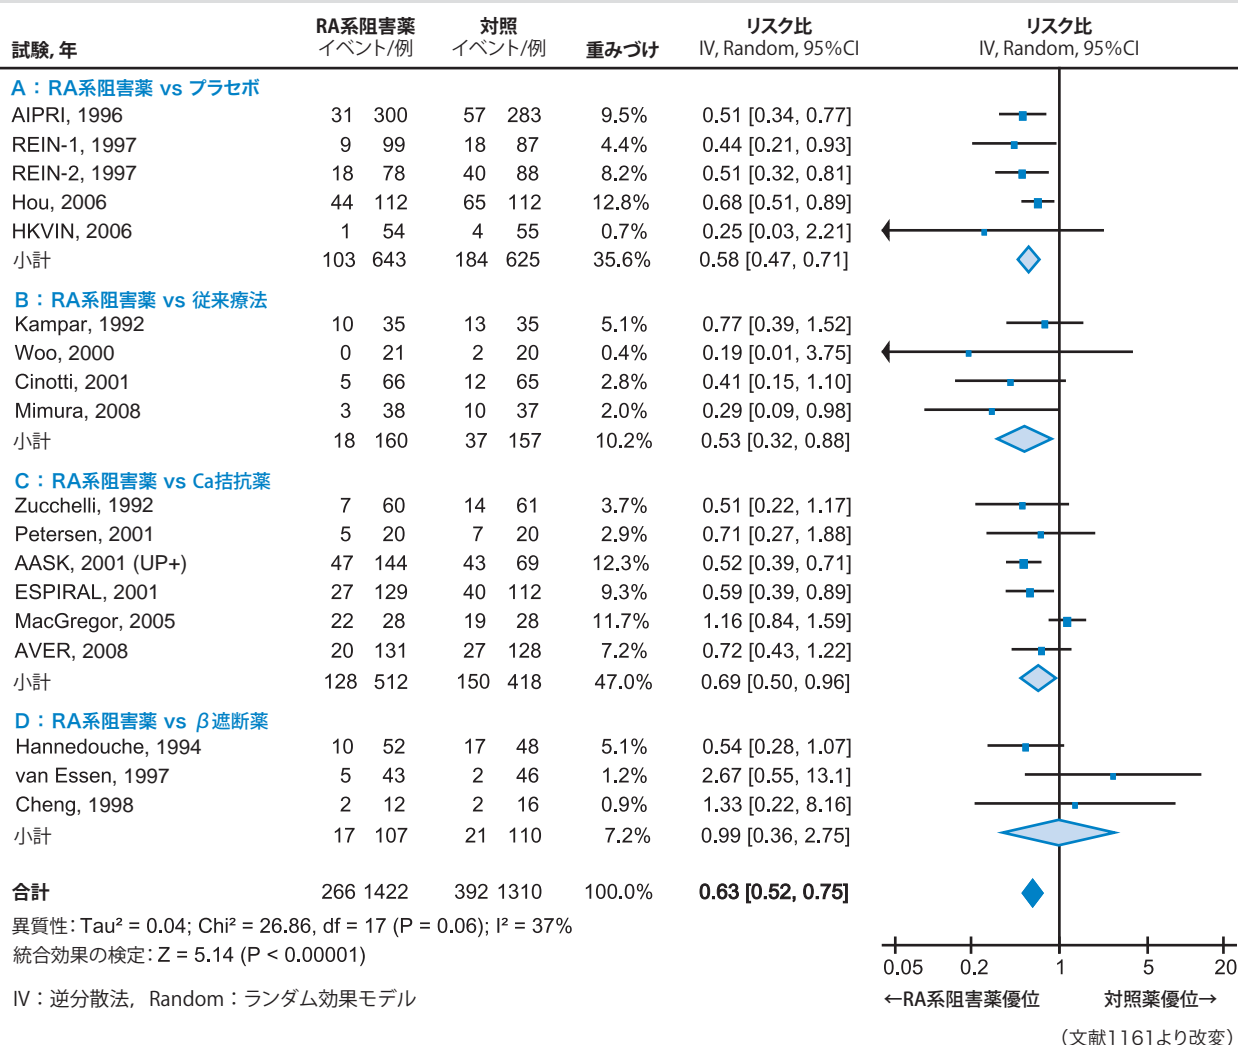 RA系阻害薬 対照 リスク比 リスク比
試験, 年 イベント/例 イベント/例 重みづけ IV, Random, 95%CI IV, Random, 95%CI
A：RA系阻害薬 vs プラセボ
AIPRI, 1996 31 300 57 283 9.5% 0.51 [0.34, 0.77]
REIN-1, 1997 9 99 18 87 4.4% 0.44 [0.21, 0.93]
REIN-2, 1997 18 78 40 88 8.2% 0.51 [0.32, 0.81]
Hou, 2006 44 112 65 112 12.8% 0.68 [0.51, 0.89]
HKVIN, 2006 1 54 4 55 0.7% 0.25 [0.03, 2.21]
小計 103 643 184 625 35.6% 0.58 [0.47, 0.71]
B：RA系阻害薬 vs 従来療法
Kampar, 1992 10 35 13 35 5.1% 0.77 [0.39, 1.52]
Woo, 2000 0 21 2 20 0.4% 0.19 [0.01, 3.75]
Cinotti, 2001 5 66 12 65 2.8% 0.41 [0.15, 1.10]
Mimura, 2008 3 38 10 37 2.0% 0.29 [0.09, 0.98]
小計 18 160 37 157 10.2% 0.53 [0.32, 0.88]
C：RA系阻害薬 vs Ca拮抗薬
Zucchelli, 1992 7 60 14 61 3.7% 0.51 [0.22, 1.17]
Petersen, 2001 5 20 7 20 2.9% 0.71 [0.27, 1.88]
AASK, 2001 (UP+) 47 144 43 69 12.3% 0.52 [0.39, 0.71]
ESPIRAL, 2001 27 129 40 112 9.3% 0.59 [0.39, 0.89]
MacGregor, 2005 22 28 19 28 11.7% 1.16 [0.84, 1.59]
AVER, 2008 20 131 27 128 7.2% 0.72 [0.43, 1.22]
小計 128 512 150 418 47.0% 0.69 [0.50, 0.96]
D：RA系阻害薬 vs β遮断薬
Hannedouche, 1994 10 52 17 48 5.1% 0.54 [0.28, 1.07]
van Essen, 1997 5 43 2 46 1.2% 2.67 [0.55, 13.1]
Cheng, 1998 2 12 2 16 0.9% 1.33 [0.22, 8.16]
小計 17 107 21 110 7.2% 0.99 [0.36, 2.75]
合計 266 1422 392 1310 100.0% 0.63 [0.52, 0.75]
異質性：Tau² = 0.04; Chi² = 26.86, df = 17 (P = 0.06); I² = 37%
統合効果の検定：Z = 5.14 (P < 0.00001)
0.05 0.2 1 5 20
IV：逆分散法，Random：ランダム効果モデル ←RA系阻害薬優位 対照薬優位→
（文献1161より改変）